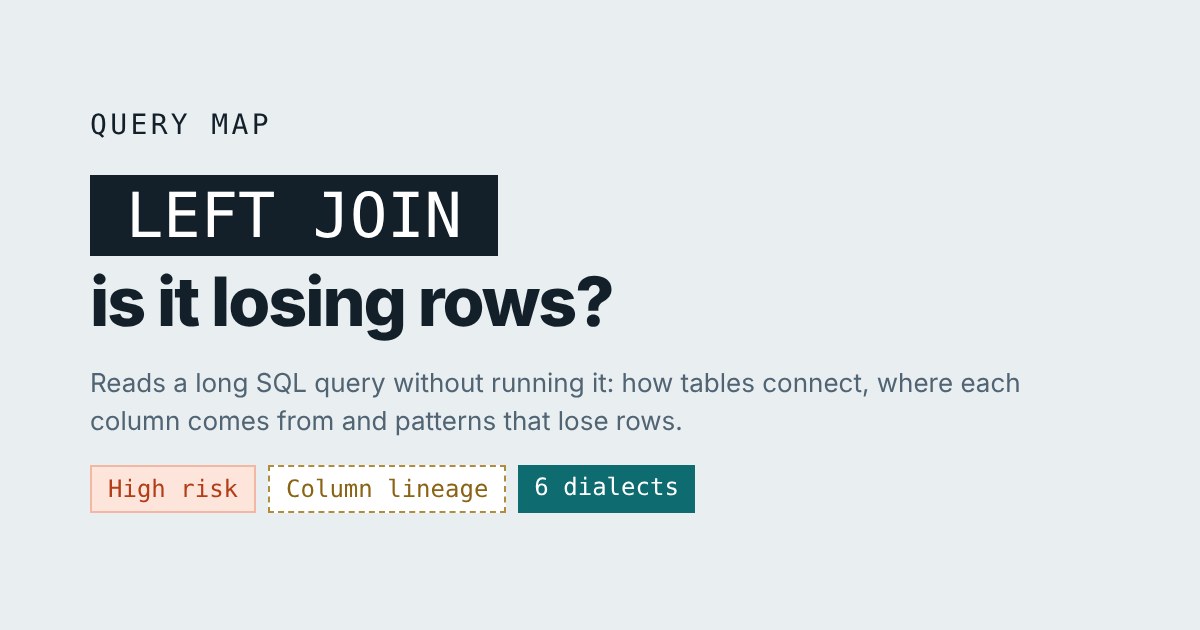 QUERY MAP
LEFT JOIN
is it losing rows?
Reads a long SQL query without running it: how tables connect, where each
column comes from and patterns that lose rows.
High risk
Column lineage
6 dialects